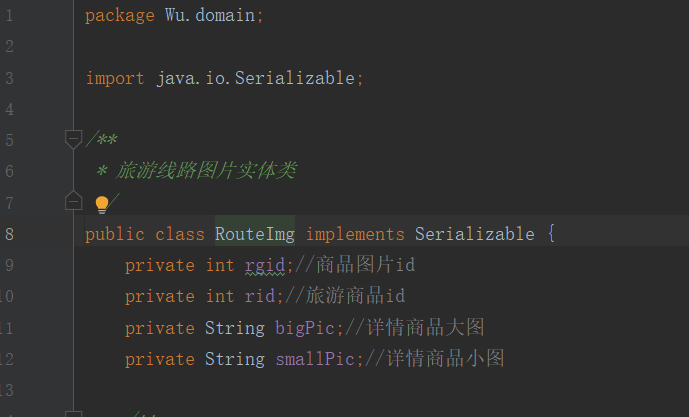 1 package Wu.domain;
2
3 import java.io.Serializable;
4
5 /**
6 * 旅游线路图片实体类
7 /
8 public class RouteImg implements Serializable {
9 private int rgid;//商品图片id
10 private int rid;//旅游商品id
11 private String bigPic;//详情商品大图
12 private String smallPic;//详情商品小图
13